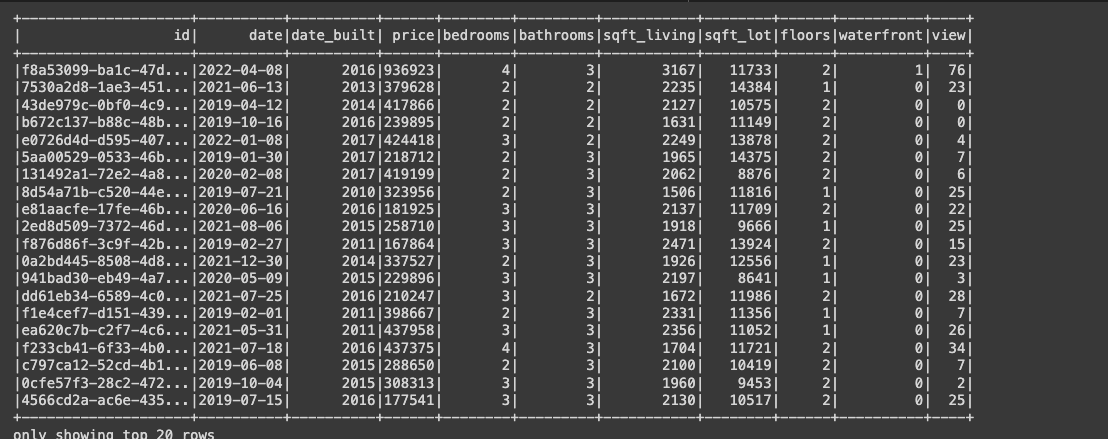 +--------------------+----------+----------+------+--------+---------+-----------+--------+------+----------+----+
|                  id|      date|date_built| price|bedrooms|bathrooms|sqft_living|sqft_lot|floors|waterfront|view|
+--------------------+----------+----------+------+--------+---------+-----------+--------+------+----------+----+
|f8a53099-ba1c-47d...|2022-04-08|      2016|936923|       4|        3|       3167|   11733|     2|         1|  76|
|7530a2d8-1ae3-451...|2021-06-13|      2013|379628|       2|        2|       2235|   14384|     1|         0|  23|
|43de979c-0bf0-4c9...|2019-04-12|      2014|417866|       2|        2|       2127|   10575|     2|         0|   0|
|b672c137-b88c-48b...|2019-10-16|      2016|239895|       2|        2|       1631|   11149|     2|         0|   0|
|e0726d4d-d595-407...|2022-01-08|      2017|424418|       3|        2|       2249|   13878|     2|         0|   4|
|5aa00529-0533-46b...|2019-01-30|      2017|218712|       2|        3|       1965|   14375|     2|         0|   7|
|131492a1-72e2-4a8...|2020-02-08|      2017|419199|       2|        3|       2062|    8876|     2|         0|   6|
|8d54a71b-c520-44e...|2019-07-21|      2010|323956|       2|        3|       1506|   11816|     1|         0|  25|
|e81aacfe-17fe-46b...|2020-06-16|      2016|181925|       3|        3|       2137|   11709|     2|         0|  22|
|2ed8d509-7372-46d...|2021-08-06|      2015|258710|       3|        3|       1918|    9666|     1|         0|  25|
|f876d86f-3c9f-42b...|2019-02-27|      2011|167864|       3|        3|       2471|   13924|     2|         0|  15|
|0a2bd445-8508-4d8...|2021-12-30|      2014|337527|       2|        3|       1926|   12556|     1|         0|  23|
|941bad30-eb49-4a7...|2020-05-09|      2015|229896|       3|        3|       2197|    8641|     1|         0|   3|
|dd61eb34-6589-4c0...|2021-07-25|      2016|210247|       3|        2|       1672|   11986|     2|         0|  28|
|f1e4cef7-d151-439...|2019-02-01|      2011|398667|       2|        3|       2331|   11356|     1|         0|   7|
|ea620c7b-c2f7-4c6...|2021-05-31|      2011|437958|       3|        3|       2356|   11052|     1|         0|  26|
|f233cb41-6f33-4b0...|2021-07-18|      2016|437375|       4|        3|       1704|   11721|     2|         0|  34|
|c797ca12-52cd-4b1...|2019-06-08|      2015|288650|       2|        3|       2100|   10419|     2|         0|   7|
|0cfe57f3-28c2-472...|2019-10-04|      2015|308313|       3|        3|       1960|    9453|     2|         0|   2|
|4566cd2a-ac6e-435...|2019-07-15|      2016|177541|       3|        3|       2130|   10517|     2|         0|  25|
+--------------------+----------+----------+------+--------+---------+-----------+--------+------+----------+----+
only showing top 20 rows